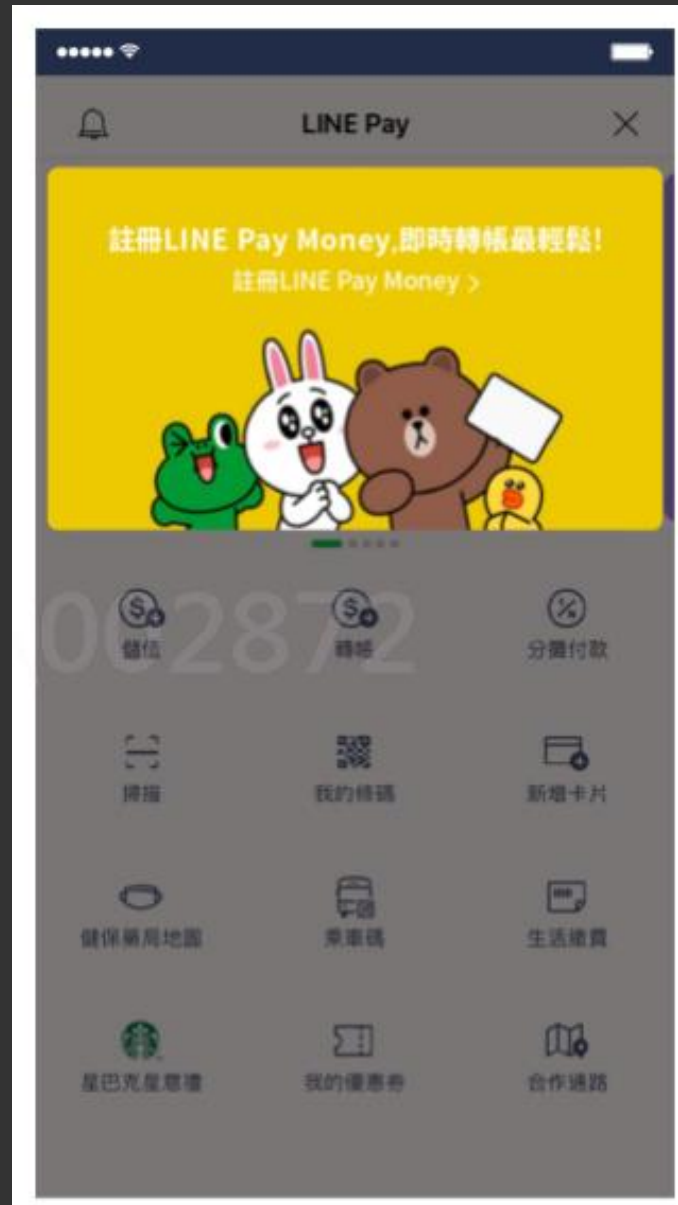 LINE Pay
註冊LINE Pay Money,即時轉帳最輕鬆!
註冊LINE Pay Money >
002872
儲值 轉帳 分攤付款
掃描 我的條碼 新增卡片
健保藥局地圖 乘車碼 生活繳費
星巴克星意禮 我的優惠券 合作通路